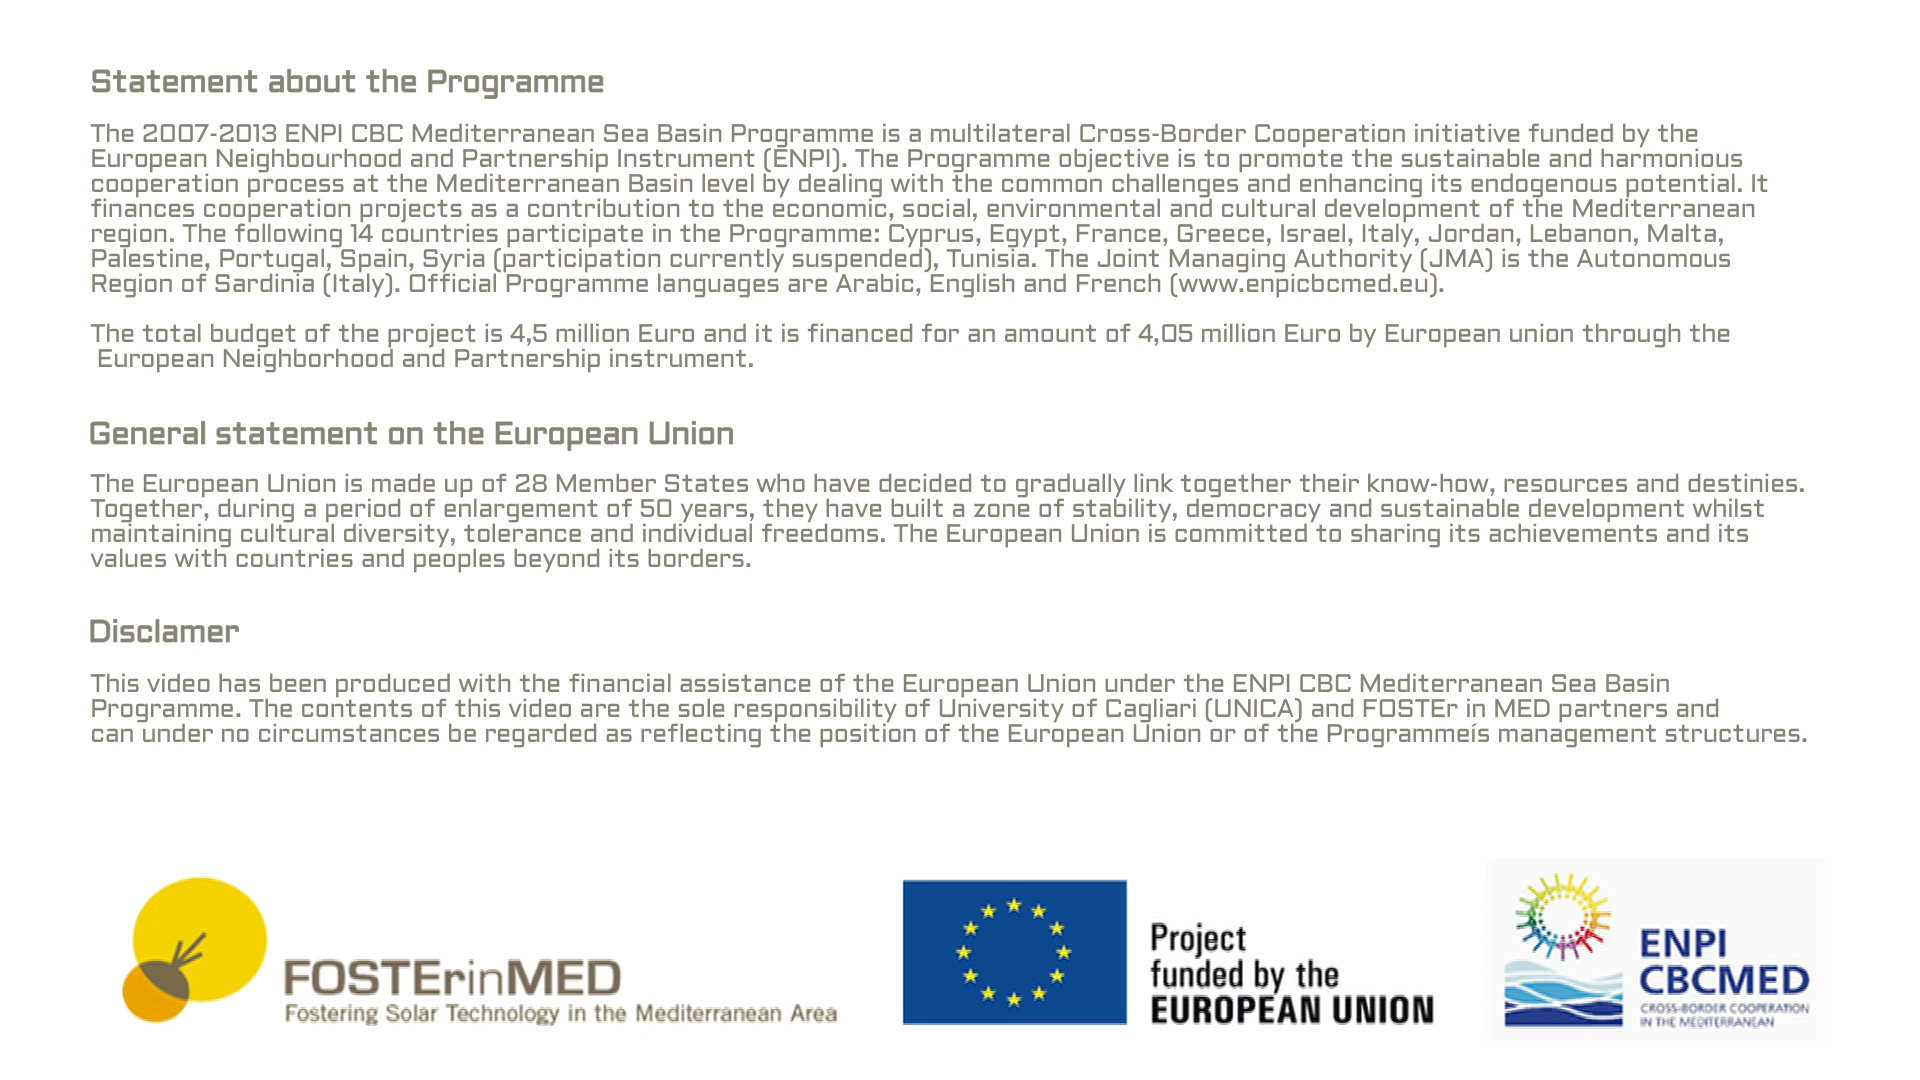 Statement about the Programme
The 2007-2013 ENPI CBC Mediterranean Sea Basin Programme is a multilateral Cross-Border Cooperation initiative funded by the
European Neighbourhood and Partnership Instrument (ENPI). The Programme objective is to promote the sustainable and harmonious
cooperation process at the Mediterranean Basin level by dealing with the common challenges and enhancing its endogenous potential. It
finances cooperation projects as a contribution to the economic, social, environmental and cultural development of the Mediterranean
region. The following 14 countries participate in the Programme: Cyprus, Egypt, France, Greece, Israel, Italy, Jordan, Lebanon, Malta,
Palestine, Portugal, Spain, Syria (participation currently suspended), Tunisia. The Joint Managing Authority (JMA) is the Autonomous
Region of Sardinia (Italy). Official Programme languages are Arabic, English and French (www.enpicbcmed.eu).
The total budget of the project is 4,5 million Euro and it is financed for an amount of 4,05 million Euro by European union through the
European Neighborhood and Partnership instrument.
General statement on the European Union
The European Union is made up of 28 Member States who have decided to gradually link together their know-how, resources and destinies.
Together, during a period of enlargement of 50 years, they have built a zone of stability, democracy and sustainable development whilst
maintaining cultural diversity, tolerance and individual freedoms. The European Union is committed to sharing its achievements and its
values with countries and peoples beyond its borders.
Disclamer
This video has been produced with the financial assistance of the European Union under the ENPI CBC Mediterranean Sea Basin
Programme. The contents of this video are the sole responsibility of University of Cagliari (UNICA) and FOSTEr in MED partners and
can under no circumstances be regarded as reflecting the position of the European Union or of the Programmeís management structures.
FOSTErinMED
Fostering Solar Technology in the Mediterranean Area
Project
funded by the
EUROPEAN UNION
ENPI
CBCMED
CROSS-BORDER COOPERATION
IN THE MEDITERRANEAN